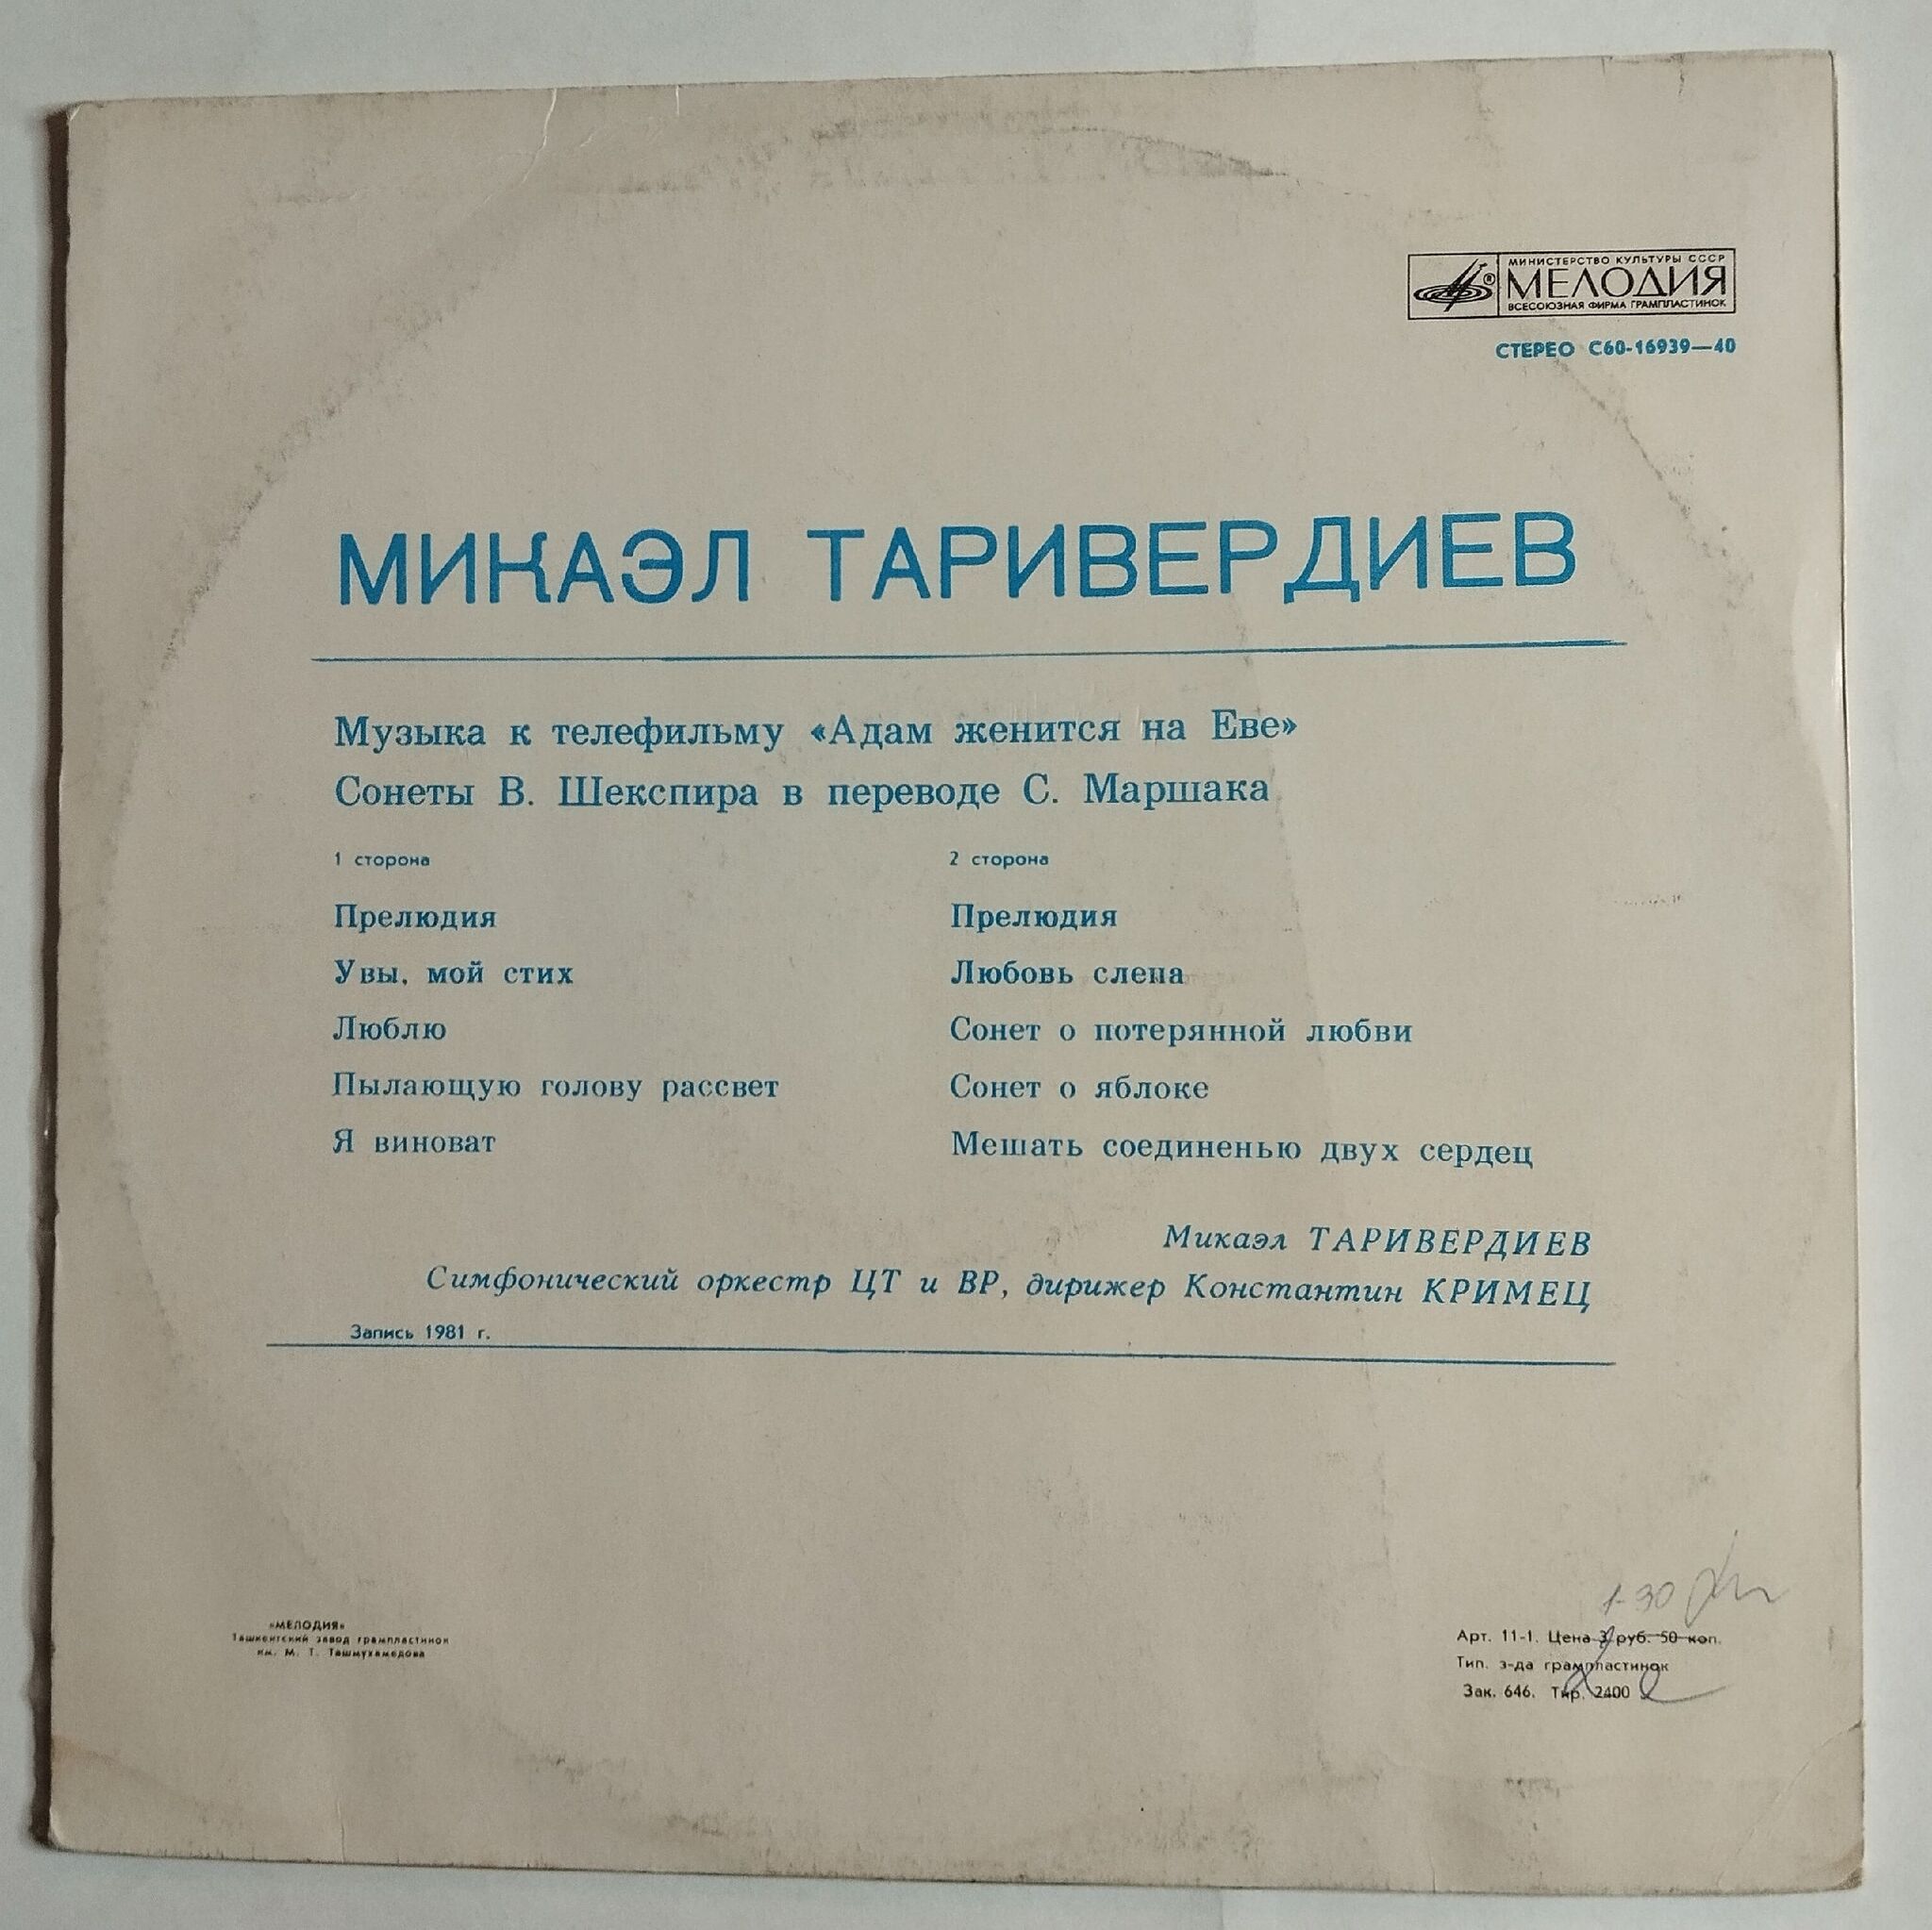 МИНИСТЕРСТВО КУЛЬТУРЫ СССР
МЕЛОДИЯ
ВСЕСОЮЗНАЯ ФИРМА ГРАМПЛАСТИНОК
СТЕРЕО С60-16939—40
МИКАЭЛ ТАРИВЕРДИЕВ
Музыка к телефильму «Адам женится на Еве»
Сонеты В. Шекспира в переводе С. Маршака
1 сторона
Прелюдия
Увы, мой стих
Люблю
Пылающую голову рассвет
Я виноват
2 сторона
Прелюдия
Любовь слепа
Сонет о потерянной любви
Сонет о яблоке
Мешать соединенью двух сердец
Микаэл ТАРИВЕРДИЕВ
Симфонический оркестр ЦТ и ВР, дирижер Константин КРИМЕЦ
Запись 1981 г.
«МЕЛОДИЯ»
Ташкентский завод грампластинок
им. М. Т. Ташмухамедова
1-30
Арт. 11-1. Цена 3 руб. 50 коп.
Тип. з-да грампластинок
Зак. 646. Тир. 2400